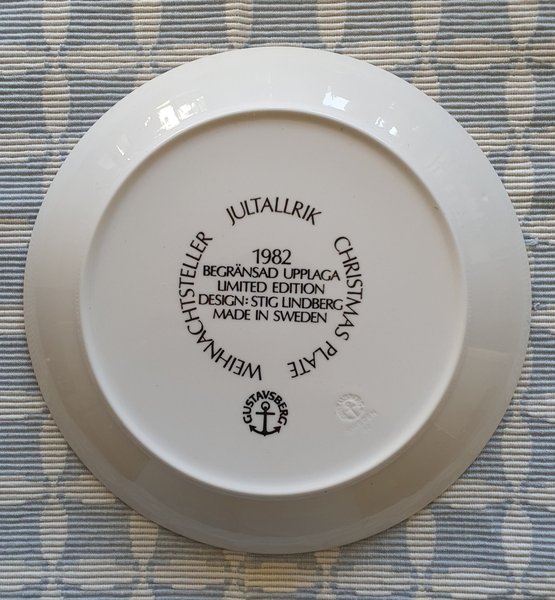 JULTALLRIK
CHRISTMAS PLATE
WEIHNACHTSTELLER
1982
BEGRÄNSAD UPPLAGA
LIMITED EDITION
DESIGN: STIG LINDBERG
MADE IN SWEDEN
GUSTAVSBERG